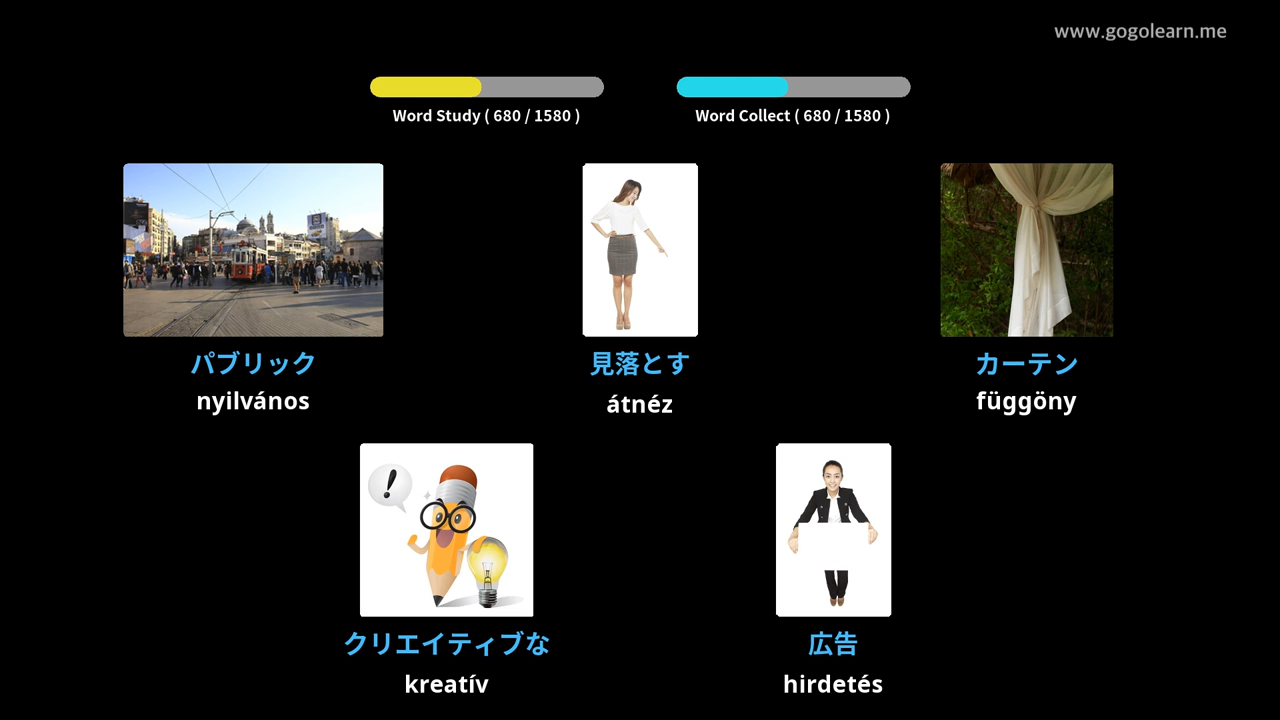 www.gogolearn.me
Word Study ( 680 / 1580 )
Word Collect ( 680 / 1580 )
パブリック
nyilvános
見落とす
átnéz
カーテン
függöny
クリエイティブな
kreatív
広告
hirdetés